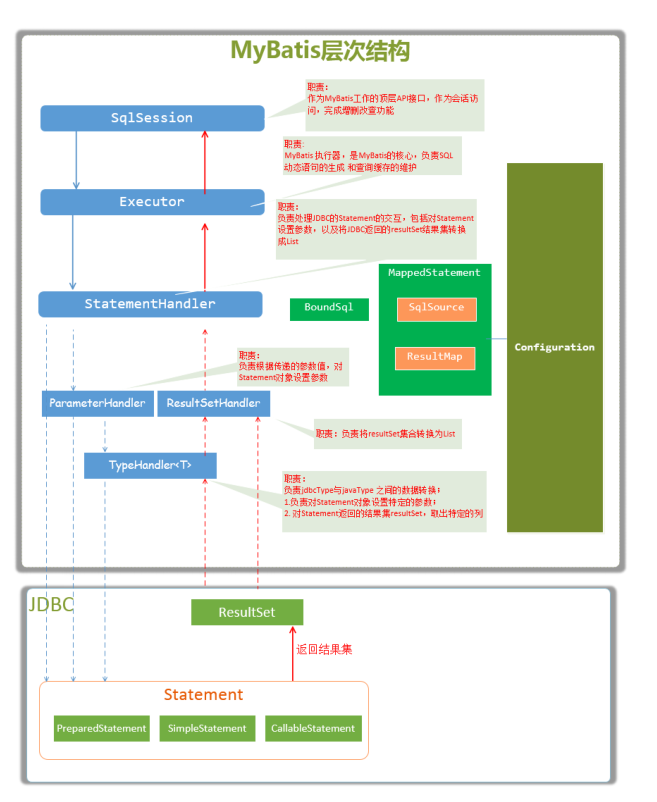 MyBatis层次结构
职责：
作为MyBatis工作的顶层API接口，作为会话访
问，完成增删改查功能
SqlSession
职责:
MyBatis 执行器，是MyBatis的核心，负责SQL
动态语句的生成 和查询缓存的维护
Executor
职责：
负责处理JDBC的Statement的交互，包括对Statement
设置参数，以及将JDBC返回的resultSet结果集转换
成List
StatementHandler
BoundSql
MappedStatement
SqlSource
ResultMap
Configuration
职责：
负责根据传递的参数值，对
Statement对象设置参数
ParameterHandler
ResultSetHandler
职责：负责将resultSet集合转换为List
TypeHandler<T>
职责：
负责jdbcType与javaType 之间的数据转换：
1.负责对Statement对象设置特定的参数；
2. 对Statement返回的结果集resultSet，取出特定的列
JDBC
ResultSet
返回结果集
Statement
PreparedStatement
SimpleStatement
CallableStatement